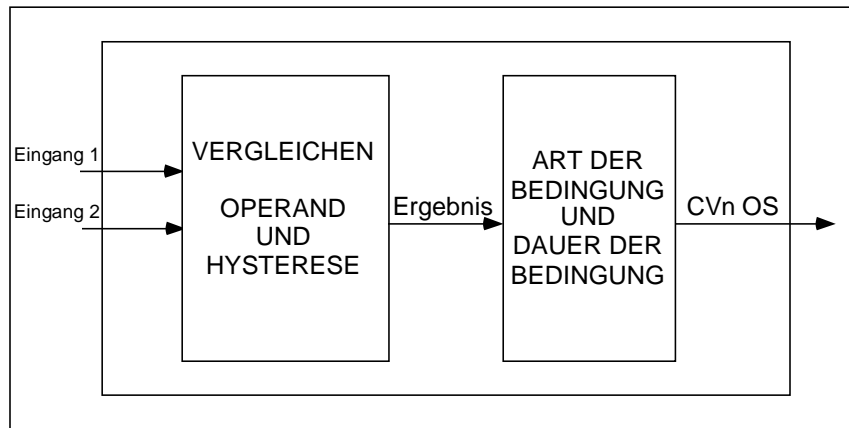 Eingang 1
Eingang 2
VERGLEICHEN
OPERAND
UND
HYSTERESE
Ergebnis
ART DER
BEDINGUNG
UND
DAUER DER
BEDINGUNG
CVn OS